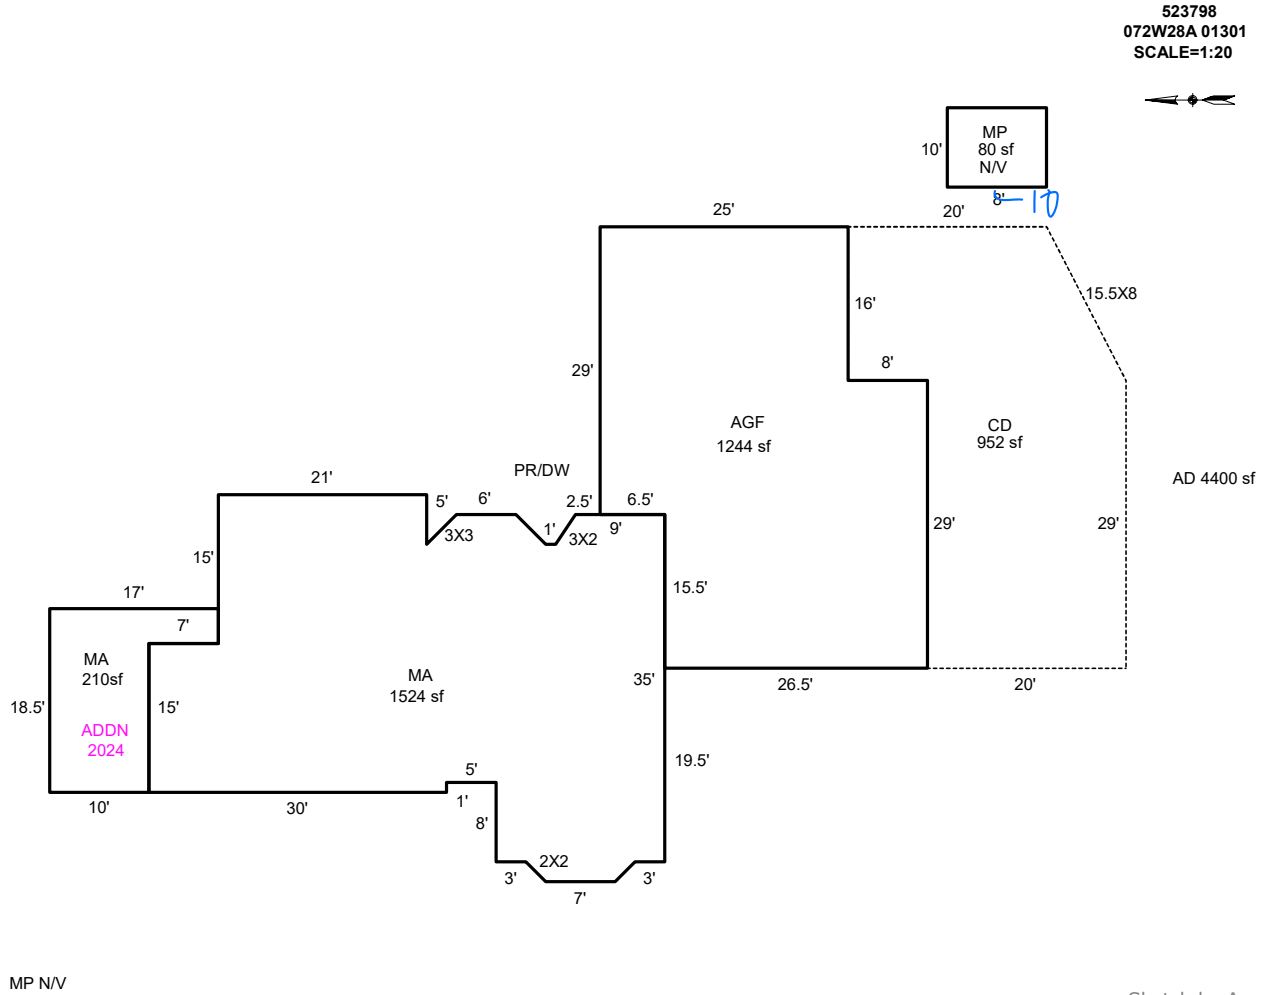 523798
072W28A 01301
SCALE=1:20
MP
80 sf
N/V
10'
8'
10
20'
25'
15.5X8
16'
8'
29'
AGF
1244 sf
CD
952 sf
AD 4400 sf
PR/DW
21'
5'
6'
2.5'
6.5'
3X3
1'
3X2
9'
29'
29'
15'
15.5'
17'
7'
MA
210sf
MA
1524 sf
35'
26.5'
20'
18.5'
15'
ADDN
2024
19.5'
5'
10'
30'
1'
8'
2X2
3'
3'
7'
MP N/V